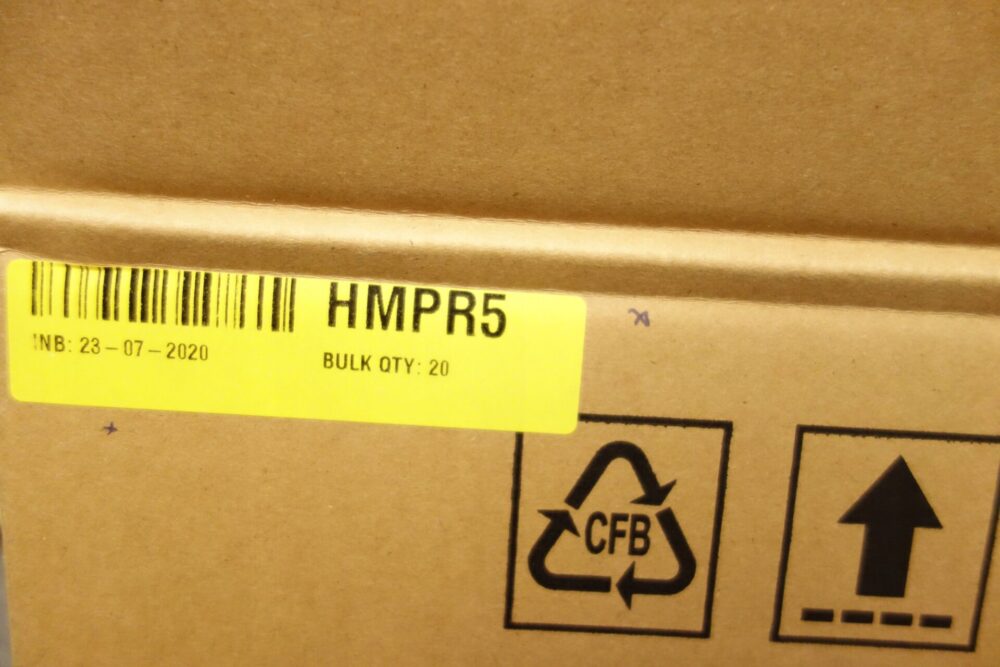 HMPR5
INB: 23-07-2020
BULK QTY: 20
CFB